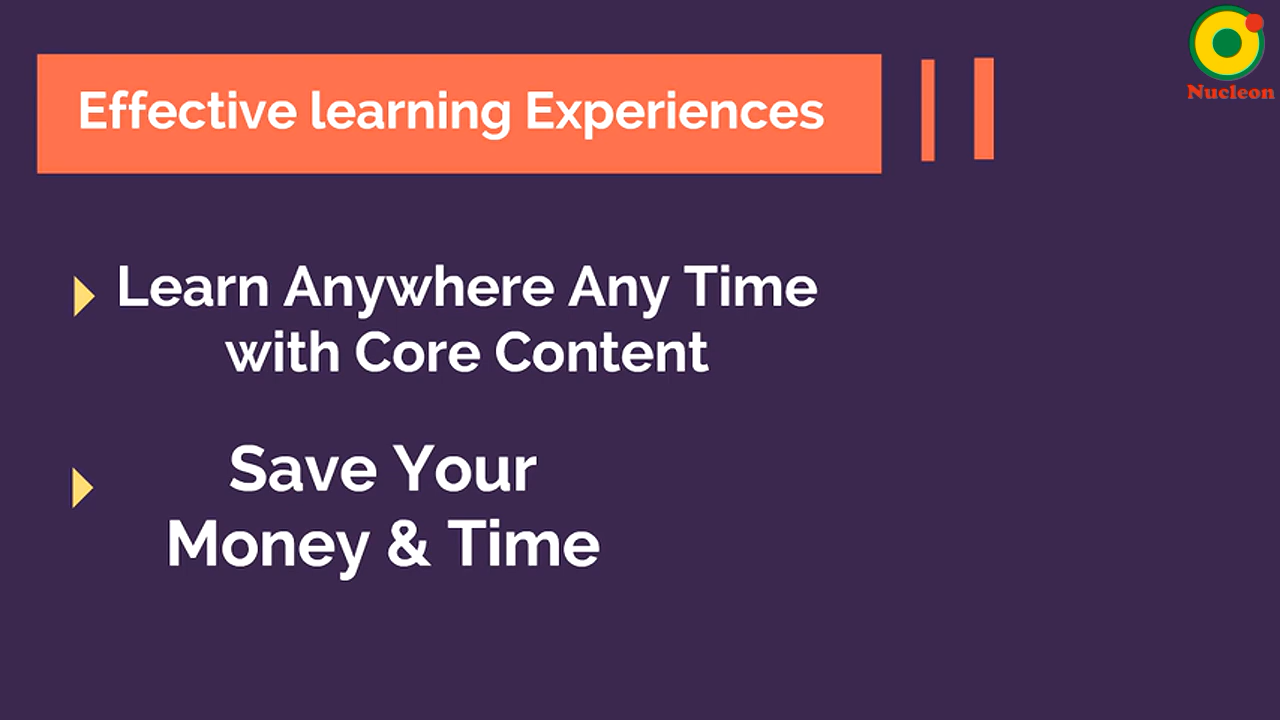 Nucleon
Effective learning Experiences
Learn Anywhere Any Time
with Core Content
Save Your
Money & Time